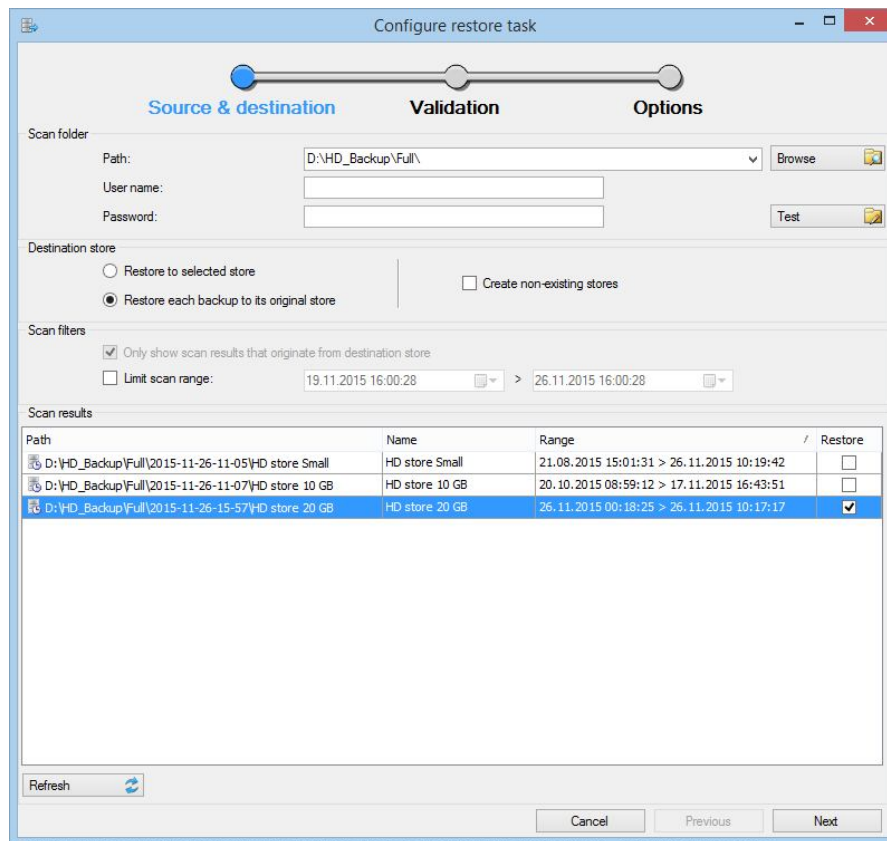 Configure restore task
Source & destination Validation Options
Scan folder
Path: D:\HD_Backup\Full\ Browse
User name:
Password: Test
Destination store
Restore to selected store
Create non-existing stores
Restore each backup to its original store
Scan filters
Only show scan results that originate from destination store
Limit scan range: 19.11.2015 16:00:28 > 26.11.2015 16:00:28
Scan results
Path Name Range / Restore
D:\HD_Backup\Full\2015-11-26-11-05\HD store Small HD store Small 21.08.2015 15:01:31 > 26.11.2015 10:19:42
D:\HD_Backup\Full\2015-11-26-11-07\HD store 10 GB HD store 10 GB 20.10.2015 08:59:12 > 17.11.2015 16:43:51
D:\HD_Backup\Full\2015-11-26-15-57\HD store 20 GB HD store 20 GB 26.11.2015 00:18:25 > 26.11.2015 10:17:17
Refresh
Cancel Previous Next